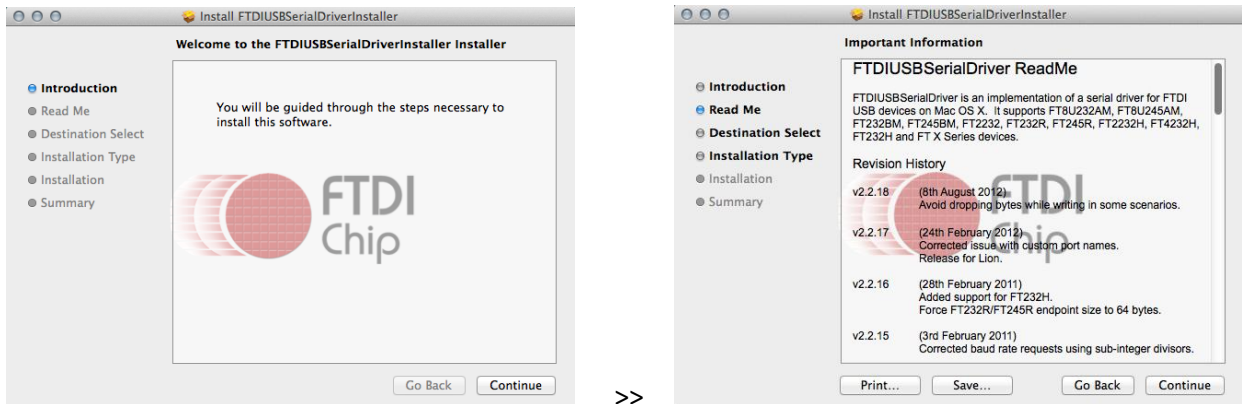 Install FTDIUSBSerialDriverInstaller
Welcome to the FTDIUSBSerialDriverInstaller Installer
Introduction
Read Me
Destination Select
Installation Type
Installation
Summary
You will be guided through the steps necessary to
install this software.
FTDI
Chip
Go Back
Continue
>>
Install FTDIUSBSerialDriverInstaller
Important Information
Introduction
Read Me
Destination Select
Installation Type
Installation
Summary
FTDIUSBSerialDriver ReadMe
FTDIUSBSerialDriver is an implementation of a serial driver for FTDI
USB devices on Mac OS X. It supports FT8U232AM, FT8U245AM,
FT232BM, FT245BM, FT2232, FT232R, FT245R, FT2232H, FT4232H,
FT232H and FT X Series devices.
Revision History
v2.2.18 (8th August 2012)
Avoid dropping bytes while writing in some scenarios.
v2.2.17 (24th February 2012)
Corrected issue with custom port names.
Release for Lion.
v2.2.16 (28th February 2011)
Added support for FT232H.
Force FT232R/FT245R endpoint size to 64 bytes.
v2.2.15 (3rd February 2011)
Corrected baud rate requests using sub-integer divisors.
FTDI
Chip
Print...
Save...
Go Back
Continue